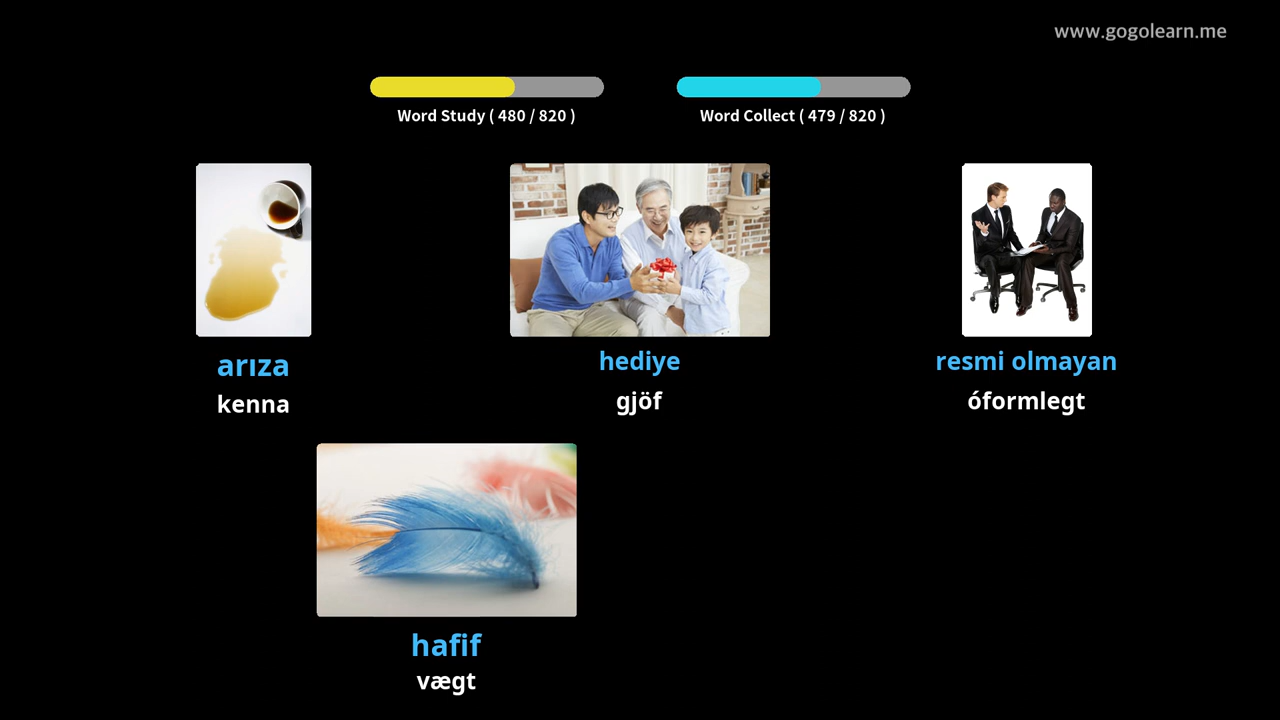 www.gogolearn.me
Word Study ( 480 / 820 )
Word Collect ( 479 / 820 )
arıza
kenna
hediye
gjöf
resmi olmayan
óformlegt
hafif
vægt